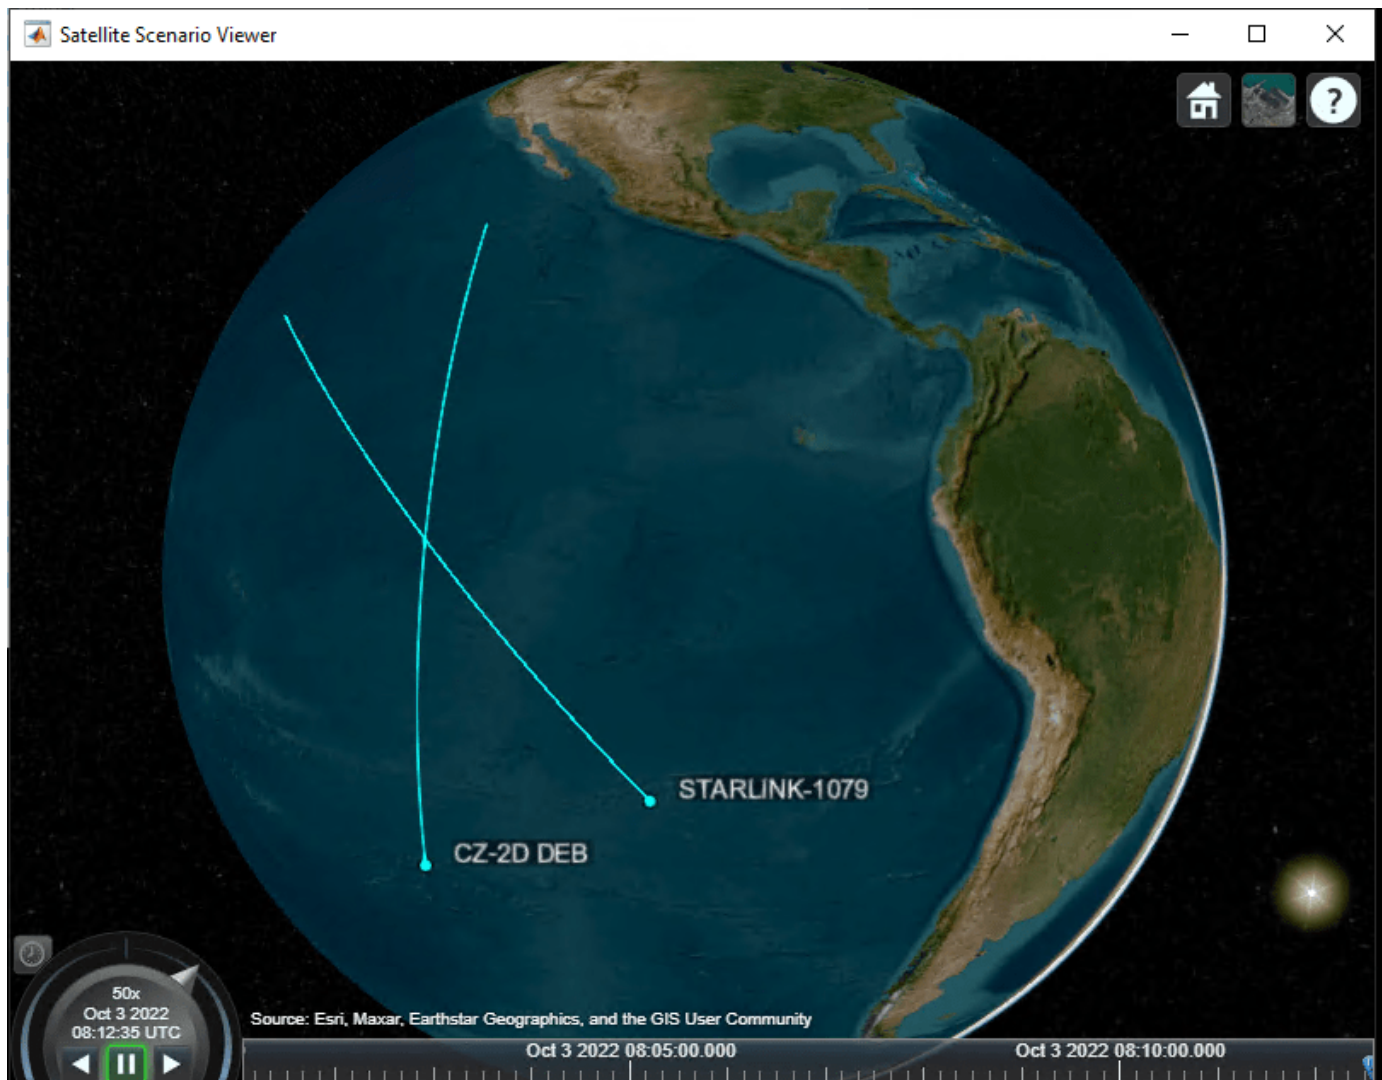 Satellite Scenario Viewer
?
STARLINK-1079
CZ-2D DEB
50x
Oct 3 2022
08:12:35 UTC
Source: Esri, Maxar, Earthstar Geographics, and the GIS User Community
Oct 3 2022 08:05:00.000 Oct 3 2022 08:10:00.000